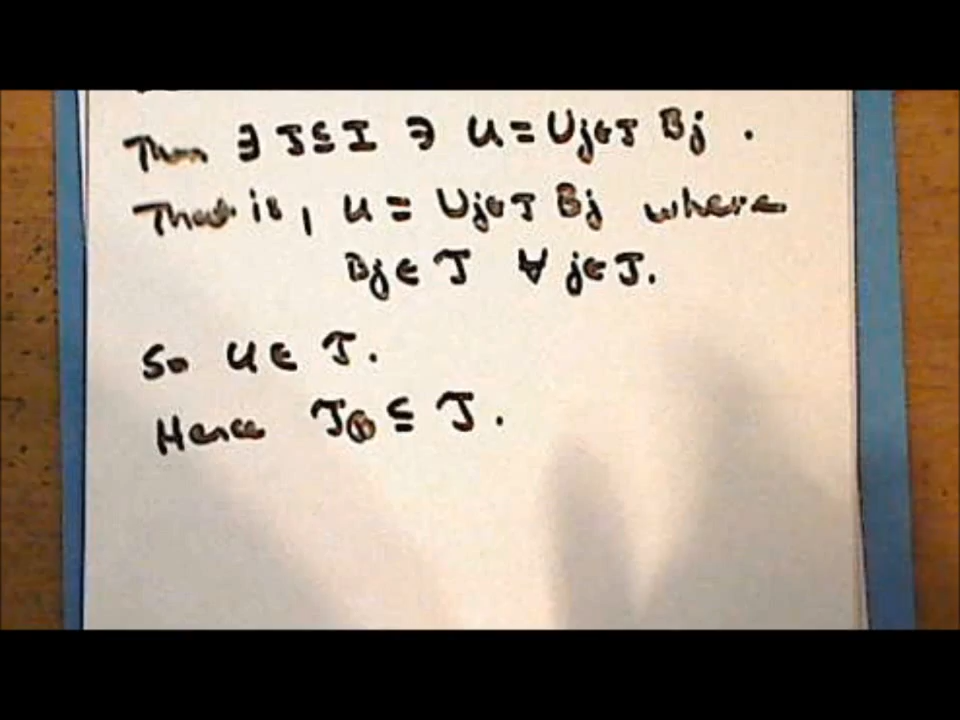 Then ∃ J ⊆ I ∋ U = ∪j∈J Bj .
That is, U = ∪j∈J Bj where
Bj ∈ 𝒯 ∀ j∈J.
So U ∈ 𝒯.
Hence 𝒯ℬ ⊆ 𝒯.